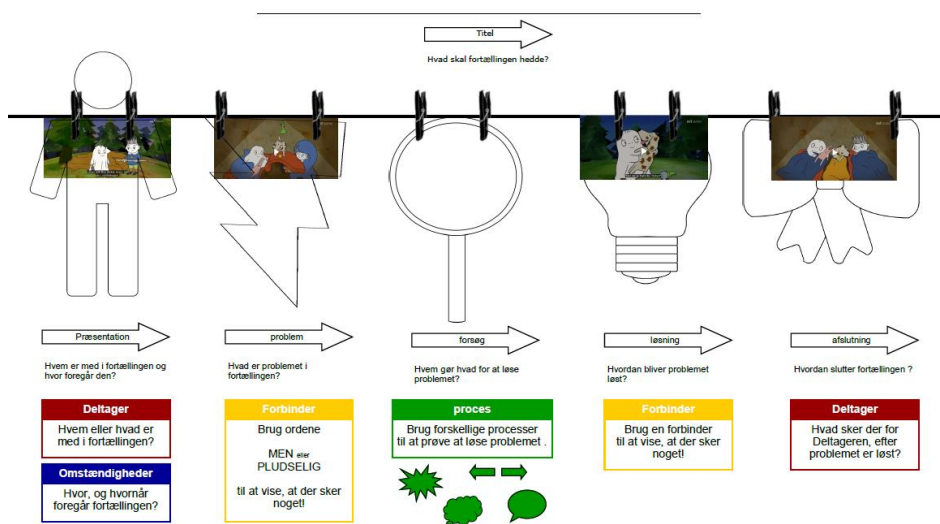 Titel
Hvad skal fortællingen hedde?
Præsentation
Hvem er med i fortællingen og
hvor foregår den?
Deltager
Hvem eller hvad er
med i fortællingen?
Omstændigheder
Hvor, og hvornår
foregår fortællingen?
problem
Hvad er problemet i
fortællingen?
Forbinder
Brug ordene
MEN eller
PLUDSELIG
til at vise, at der sker
noget!
forsøg
Hvem gør hvad for at løse
problemet?
proces
Brug forskellige processer
til at prøve at løse problemet .
løsning
Hvordan bliver problemet
løst?
Forbinder
Brug en forbinder
til at vise, at der sker
noget!
afslutning
Hvordan slutter fortællingen ?
Deltager
Hvad sker der for
Deltageren, efter
problemet er løst?